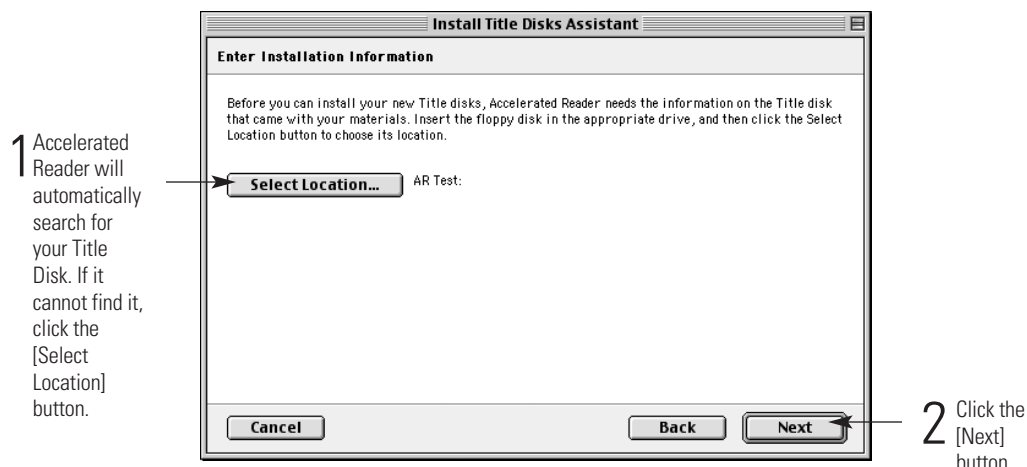 Install Title Disks Assistant
Enter Installation Information
Before you can install your new Title disks, Accelerated Reader needs the information on the Title disk
that came with your materials. Insert the floppy disk in the appropriate drive, and then click the Select
Location button to choose its location.
1 Accelerated
Reader will
automatically
search for
your Title
Disk. If it
cannot find it,
click the
[Select
Location]
button.
Select Location... AR Test:
Cancel Back Next
2 Click the
[Next]
button